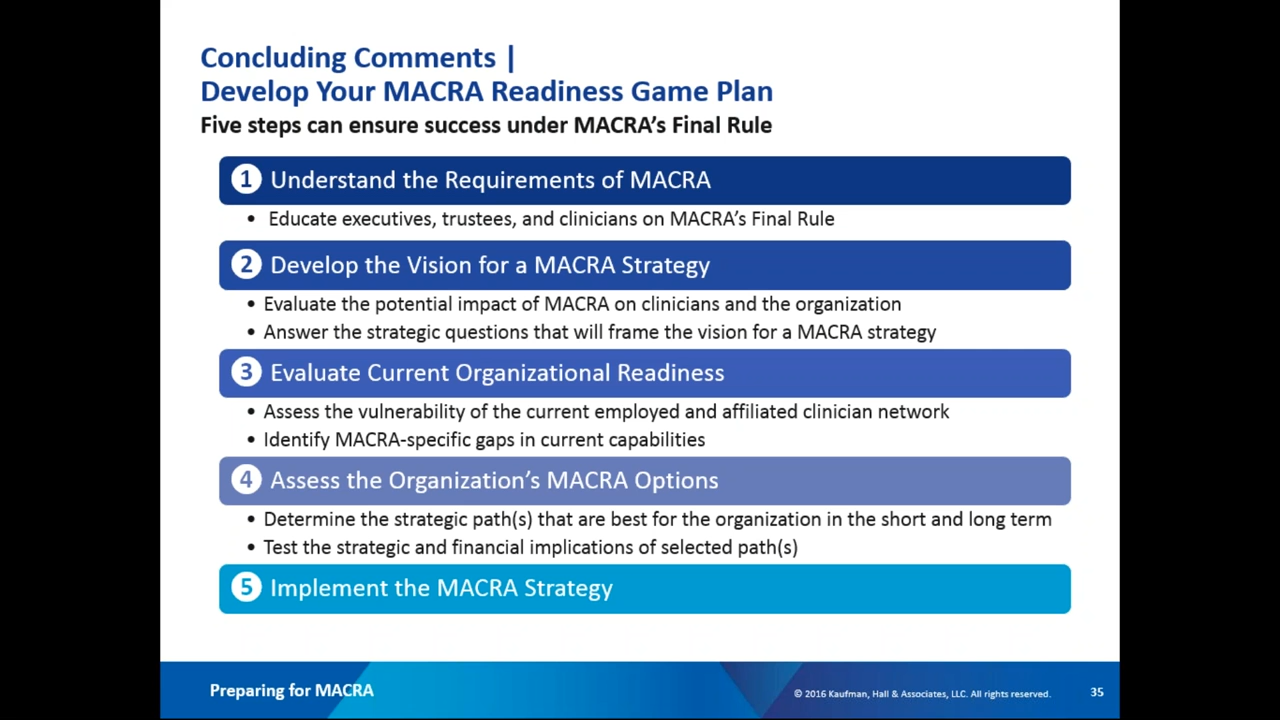 Concluding Comments |
Develop Your MACRA Readiness Game Plan
Five steps can ensure success under MACRA’s Final Rule
1 Understand the Requirements of MACRA
• Educate executives, trustees, and clinicians on MACRA’s Final Rule
2 Develop the Vision for a MACRA Strategy
• Evaluate the potential impact of MACRA on clinicians and the organization
• Answer the strategic questions that will frame the vision for a MACRA strategy
3 Evaluate Current Organizational Readiness
• Assess the vulnerability of the current employed and affiliated clinician network
• Identify MACRA-specific gaps in current capabilities
4 Assess the Organization’s MACRA Options
• Determine the strategic path(s) that are best for the organization in the short and long term
• Test the strategic and financial implications of selected path(s)
5 Implement the MACRA Strategy
Preparing for MACRA
© 2016 Kaufman, Hall & Associates, LLC. All rights reserved.
35